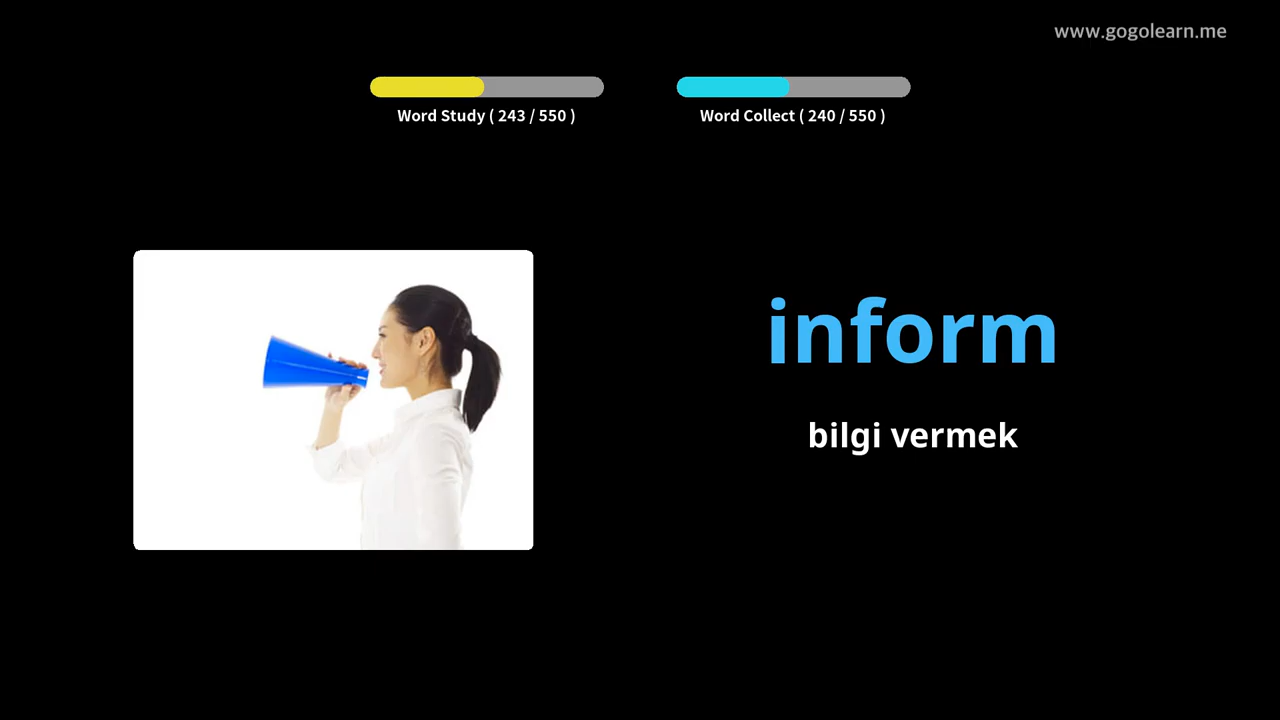 www.gogolearn.me
Word Study ( 243 / 550 )
Word Collect ( 240 / 550 )
inform
bilgi vermek